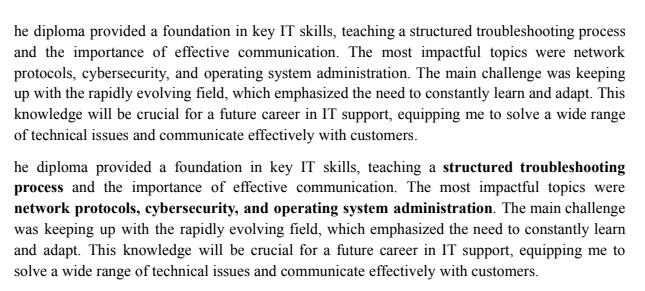 he diploma provided a foundation in key IT skills, teaching a structured troubleshooting process
and the importance of effective communication. The most impactful topics were network
protocols, cybersecurity, and operating system administration. The main challenge was keeping
up with the rapidly evolving field, which emphasized the need to constantly learn and adapt. This
knowledge will be crucial for a future career in IT support, equipping me to solve a wide range
of technical issues and communicate effectively with customers.
he diploma provided a foundation in key IT skills, teaching a structured troubleshooting
process and the importance of effective communication. The most impactful topics were
network protocols, cybersecurity, and operating system administration. The main challenge
was keeping up with the rapidly evolving field, which emphasized the need to constantly learn
and adapt. This knowledge will be crucial for a future career in IT support, equipping me to
solve a wide range of technical issues and communicate effectively with customers.